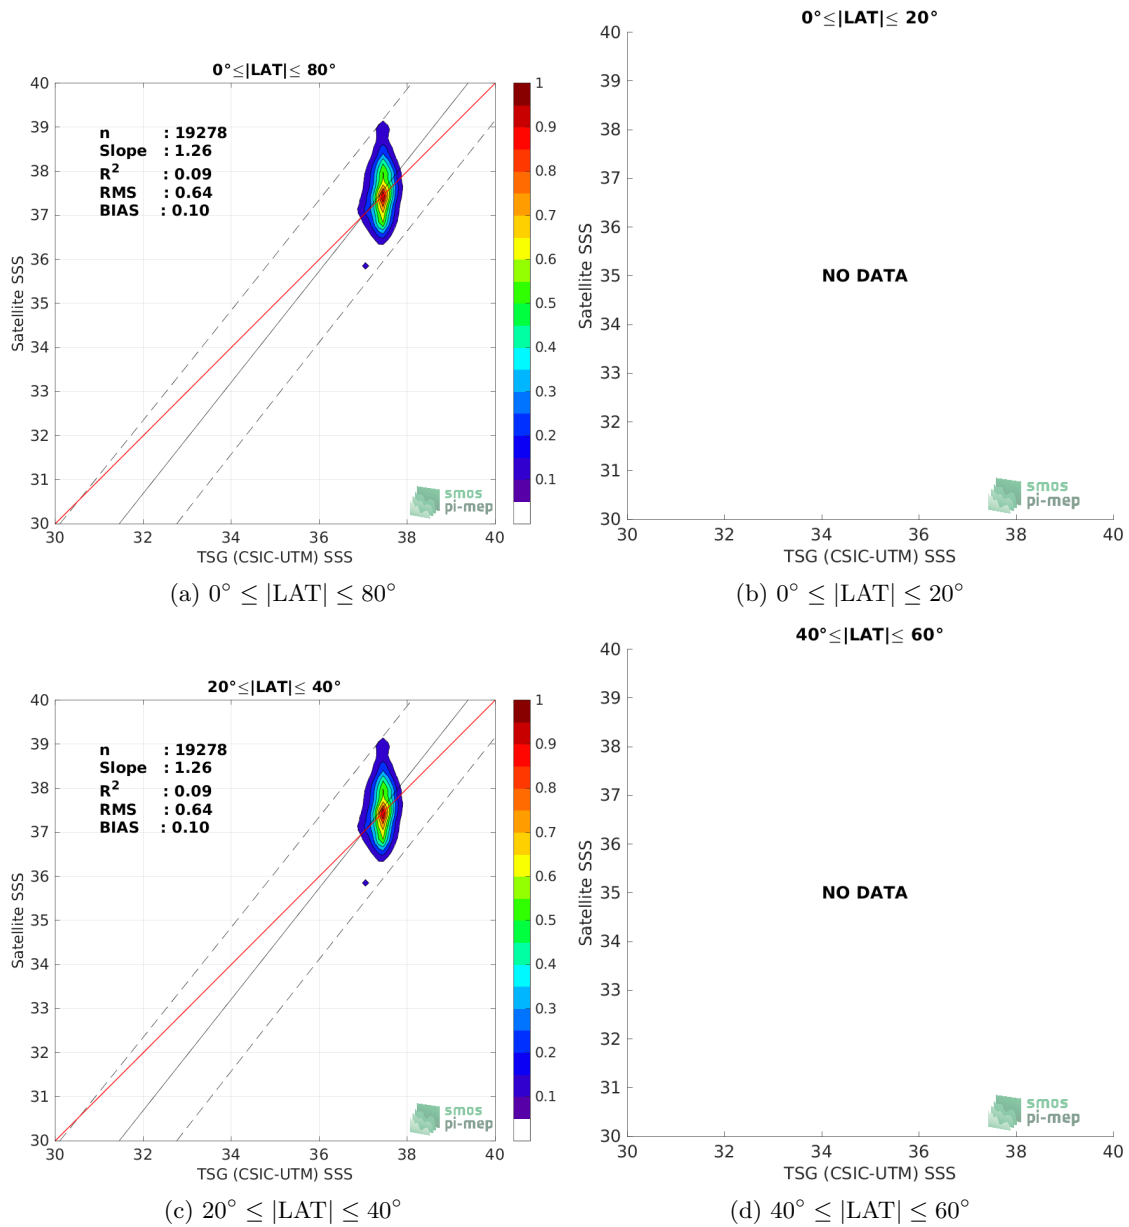 0°≤|LAT|≤ 80°
40
39
38
37
36
35
34
33
32
31
30
Satellite SSS
n : 19278
Slope : 1.26
R² : 0.09
RMS : 0.64
BIAS : 0.10
1
0.9
0.8
0.7
0.6
0.5
0.4
0.3
0.2
0.1
smos
pi-mep
30 32 34 36 38 40
TSG (CSIC-UTM) SSS
(a) 0° ≤ |LAT| ≤ 80°
0°≤|LAT|≤ 20°
40
39
38
37
36
35
34
33
32
31
30
Satellite SSS
NO DATA
smos
pi-mep
30 32 34 36 38 40
TSG (CSIC-UTM) SSS
(b) 0° ≤ |LAT| ≤ 20°
20°≤|LAT|≤ 40°
40
39
38
37
36
35
34
33
32
31
30
Satellite SSS
n : 19278
Slope : 1.26
R² : 0.09
RMS : 0.64
BIAS : 0.10
1
0.9
0.8
0.7
0.6
0.5
0.4
0.3
0.2
0.1
smos
pi-mep
30 32 34 36 38 40
TSG (CSIC-UTM) SSS
(c) 20° ≤ |LAT| ≤ 40°
40°≤|LAT|≤ 60°
40
39
38
37
36
35
34
33
32
31
30
Satellite SSS
NO DATA
smos
pi-mep
30 32 34 36 38 40
TSG (CSIC-UTM) SSS
(d) 40° ≤ |LAT| ≤ 60°